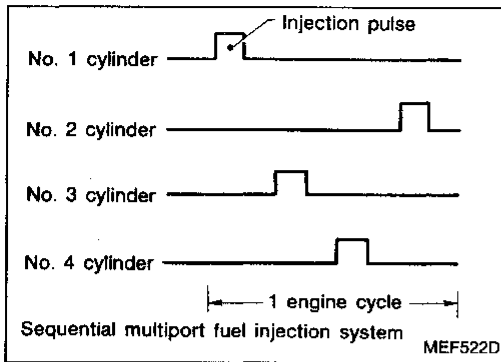 Injection pulse
No. 1 cylinder
No. 2 cylinder
No. 3 cylinder
No. 4 cylinder
1 engine cycle
Sequential multiport fuel injection system
MEF522D